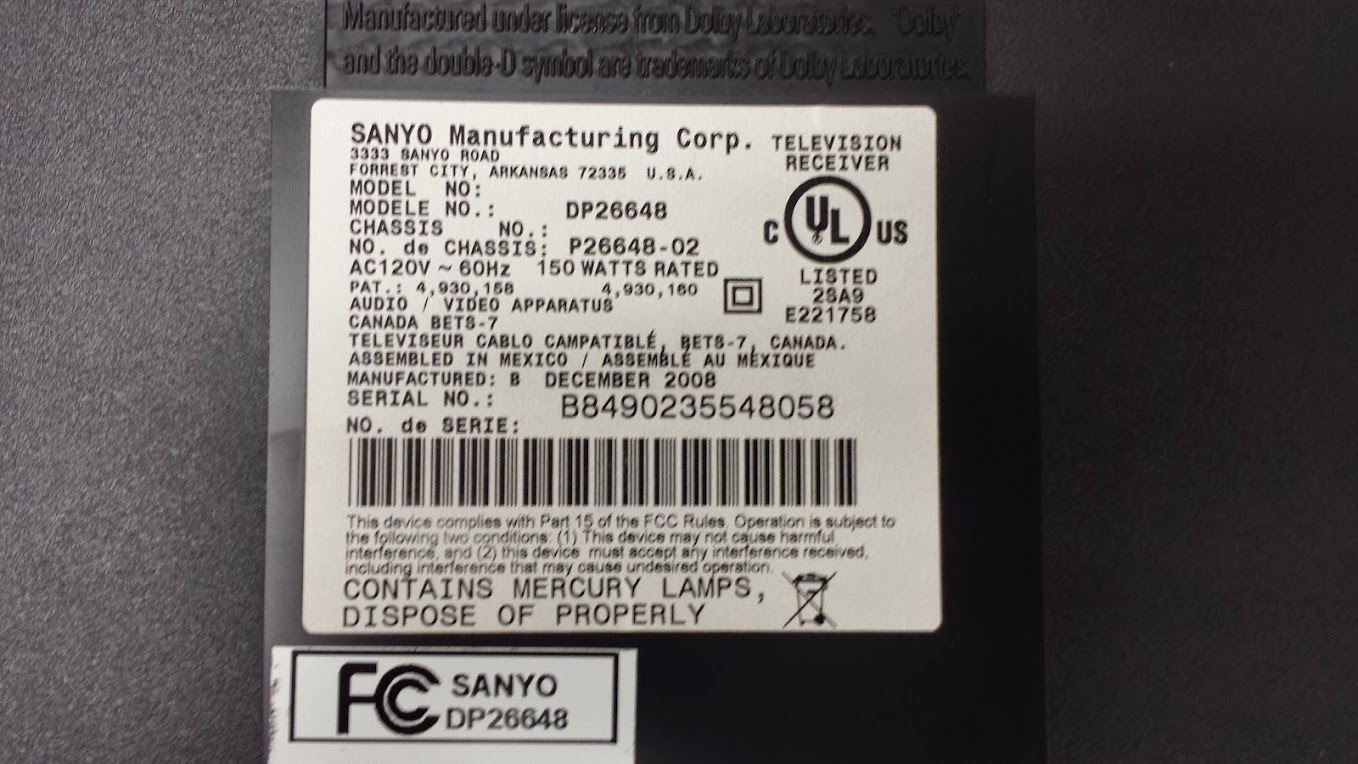 Manufactured under license from Dolby Laboratories. "Dolby"
and the double-D symbol are trademarks of Dolby Laboratories.
SANYO Manufacturing Corp.
3333 SANYO ROAD
FORREST CITY, ARKANSAS 72335 U.S.A.
TELEVISION
RECEIVER
MODEL NO:
MODELE NO.: DP26648
CHASSIS NO.:
NO. de CHASSIS: P26648-02
C UL US
AC120V ~ 60Hz 150 WATTS RATED
PAT.: 4,930,158 4,930,160
LISTED
2SA9
E221758
AUDIO / VIDEO APPARATUS
CANADA BETS-7
TELEVISEUR CABLO CAMPATIBLÉ, BETS-7, CANADA.
ASSEMBLED IN MEXICO / ASSEMBLÉ AU MÉXIQUE
MANUFACTURED: B DECEMBER 2008
SERIAL NO.: B8490235548058
NO. de SERIE:
This device complies with Part 15 of the FCC Rules. Operation is subject to
the following two conditions: (1) This device may not cause harmful
interference, and (2) this device must accept any interference received,
including interference that may cause undesired operation.
CONTAINS MERCURY LAMPS,
DISPOSE OF PROPERLY
FC SANYO
DP26648